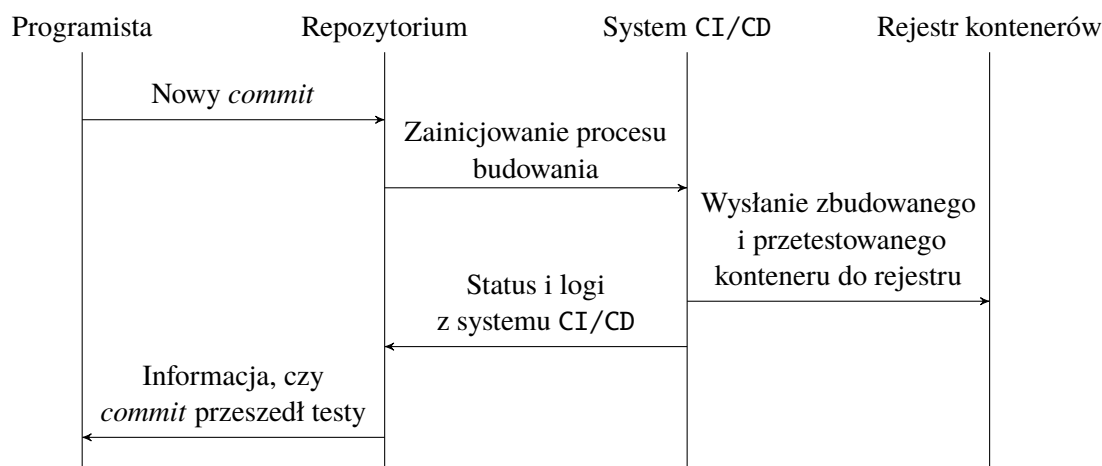 Programista Repozytorium System CI/CD Rejestr kontenerów
Nowy commit
Zainicjowanie procesu
budowania
Wysłanie zbudowanego
i przetestowanego
konteneru do rejestru
Status i logi
z systemu CI/CD
Informacja, czy
commit przeszedł testy